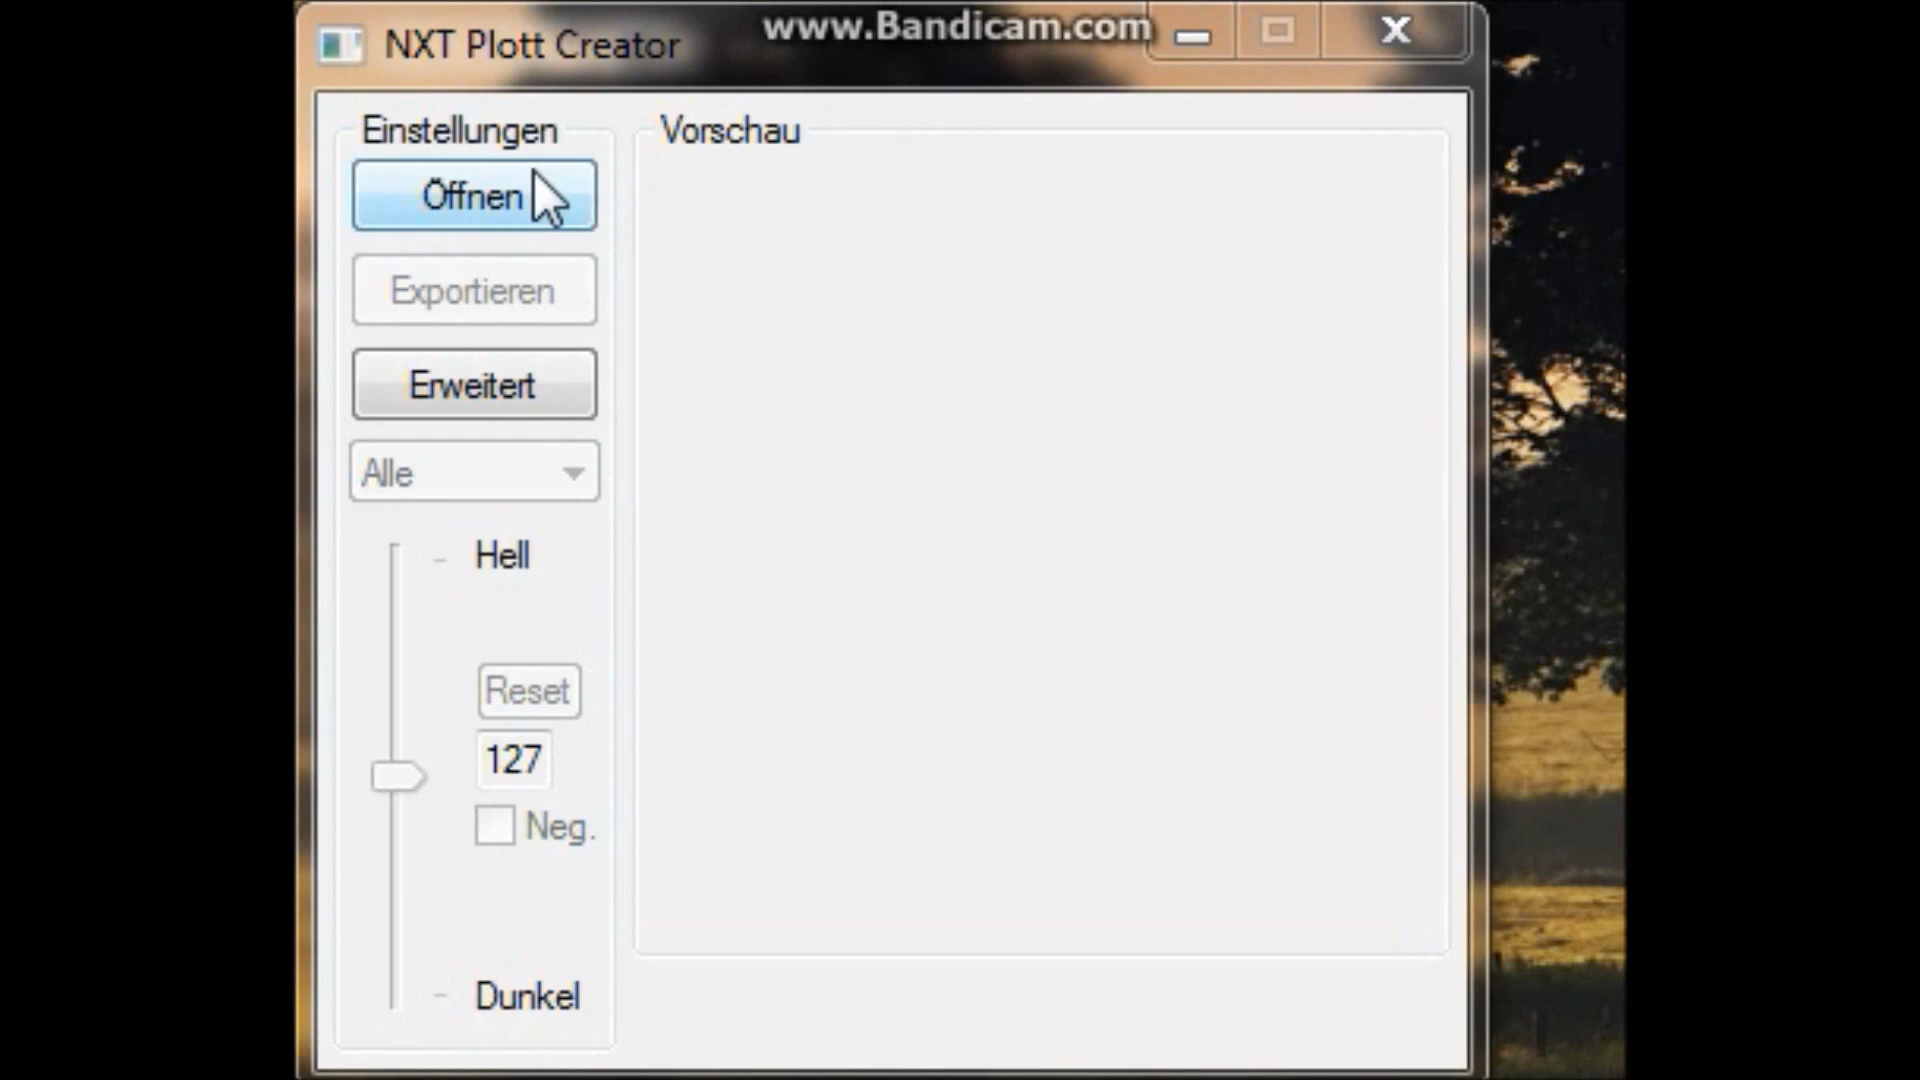 www.Bandicam.com
NXT Plott Creator
Einstellungen
Vorschau
Öffnen
Exportieren
Erweitert
Alle
Hell
Reset
127
Neg.
Dunkel